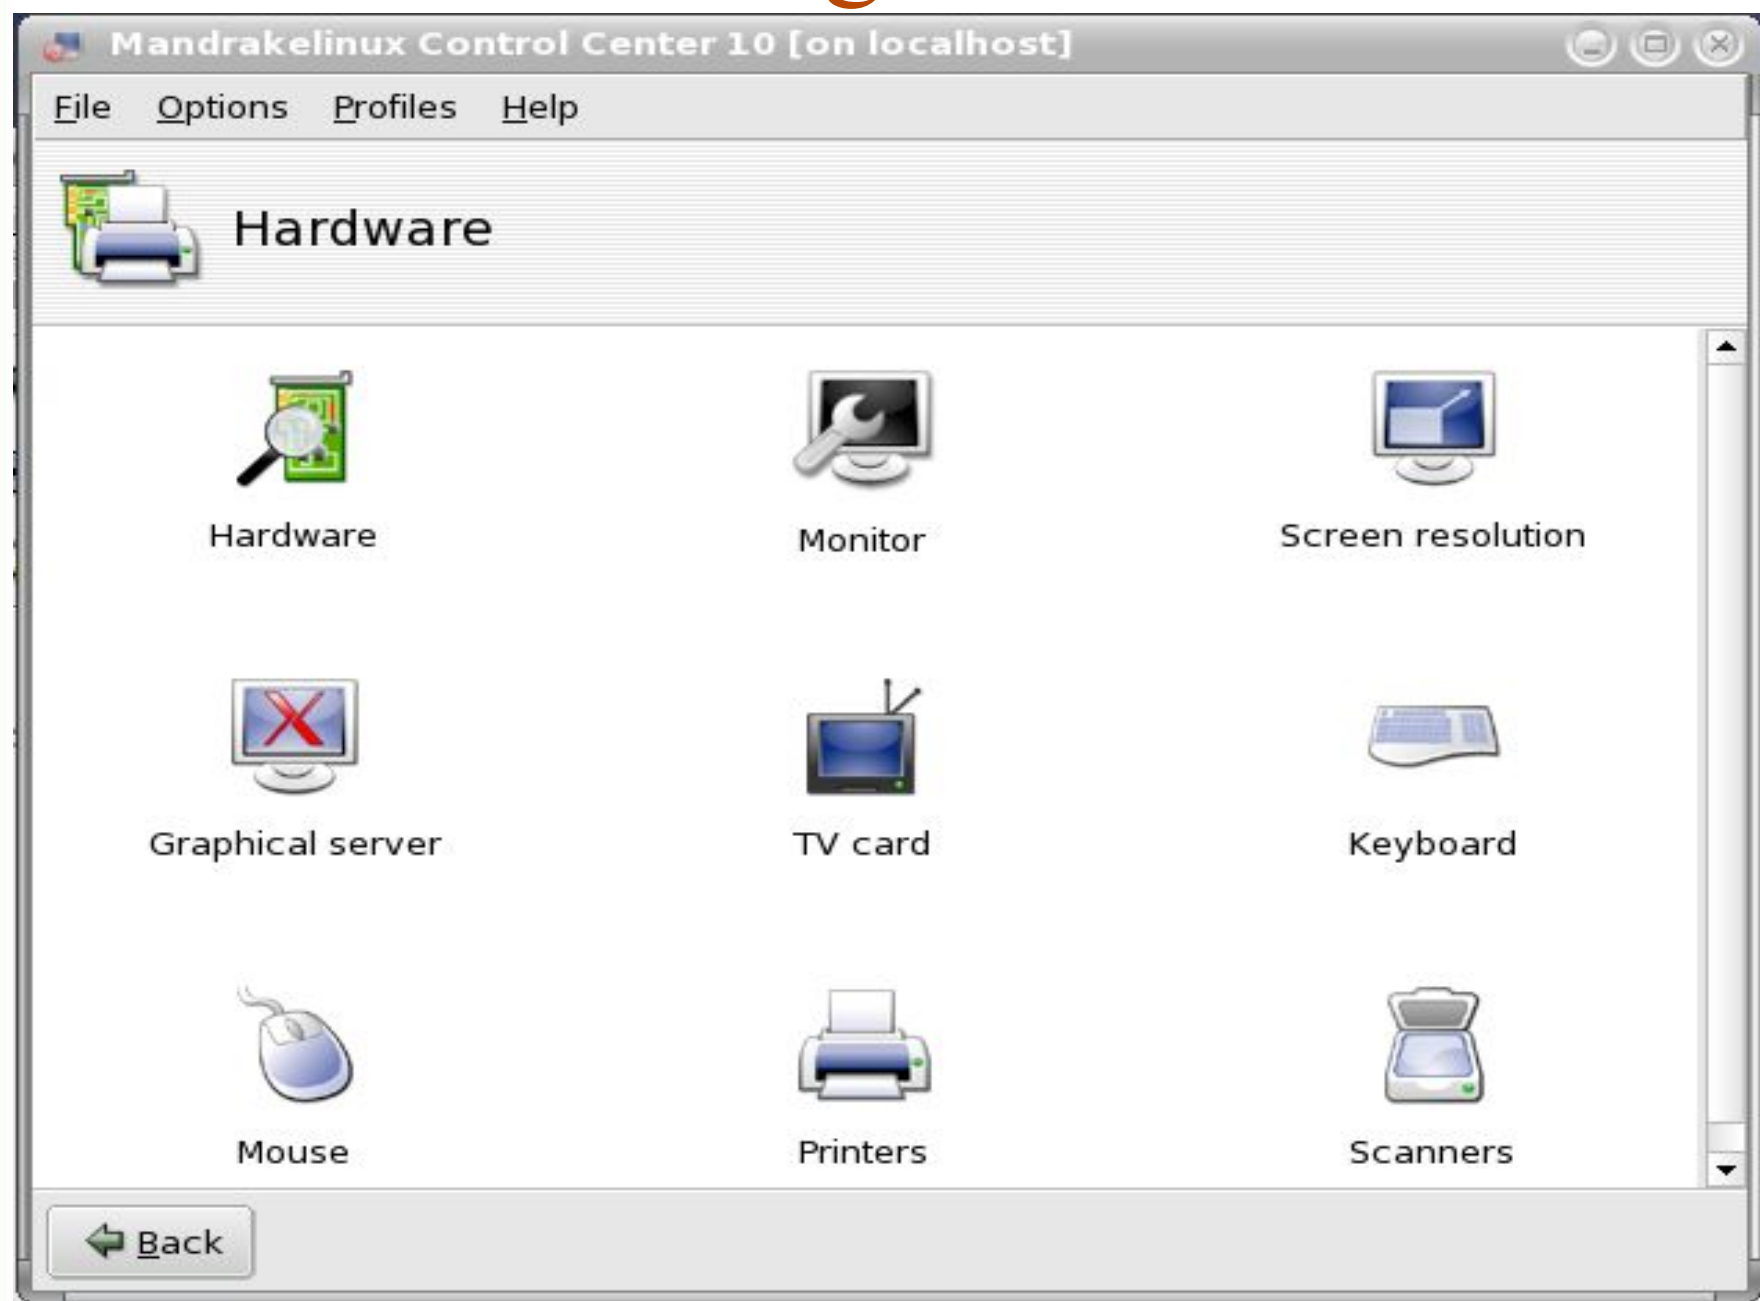 Mandrakelinux Control Center 10 [on localhost]
File Options Profiles Help
Hardware
Hardware Monitor Screen resolution
Graphical server TV card Keyboard
Mouse Printers Scanners
Back